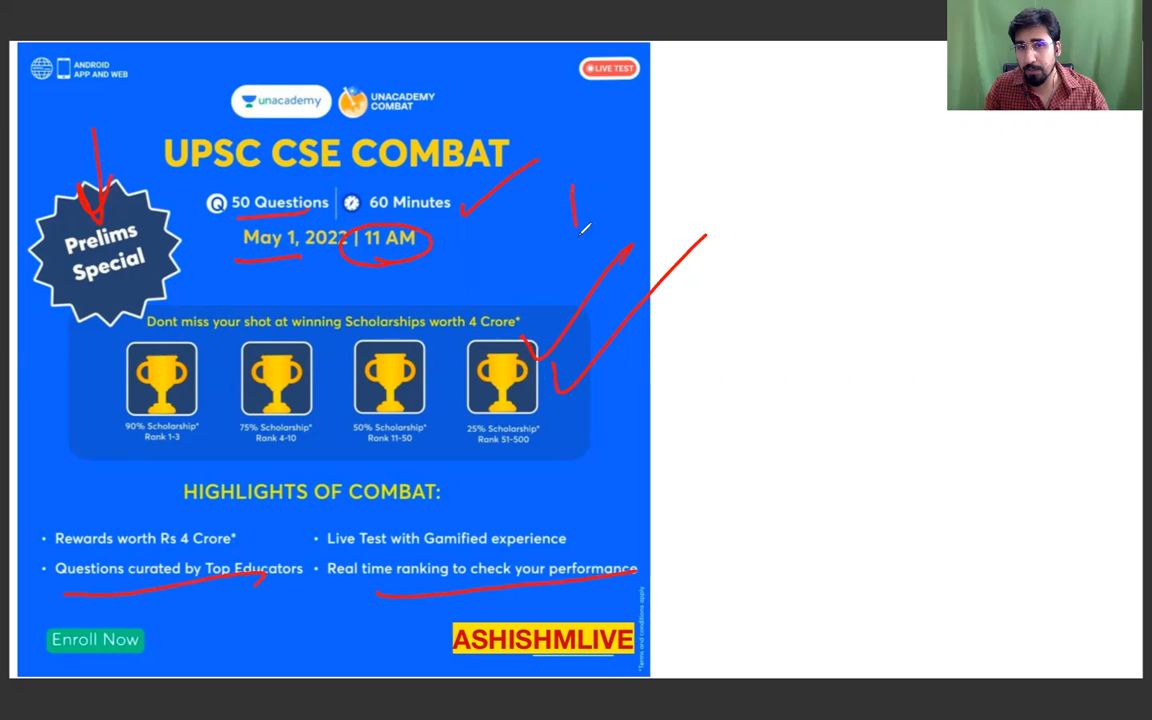 ANDROID
APP AND WEB
LIVE TEST
unacademy
UNACADEMY
COMBAT
UPSC CSE COMBAT
50 Questions | 60 Minutes
May 1, 2022 | 11 AM
Prelims
Special
Dont miss your shot at winning Scholarships worth 4 Crore*
90% Scholarship*
Rank 1-3
75% Scholarship*
Rank 4-10
50% Scholarship*
Rank 11-50
25% Scholarship*
Rank 51-500
HIGHLIGHTS OF COMBAT:
• Rewards worth Rs 4 Crore*
• Questions curated by Top Educators
• Live Test with Gamified experience
• Real time ranking to check your performance
Enroll Now
ASHISHMLIVE
*Terms and conditions apply